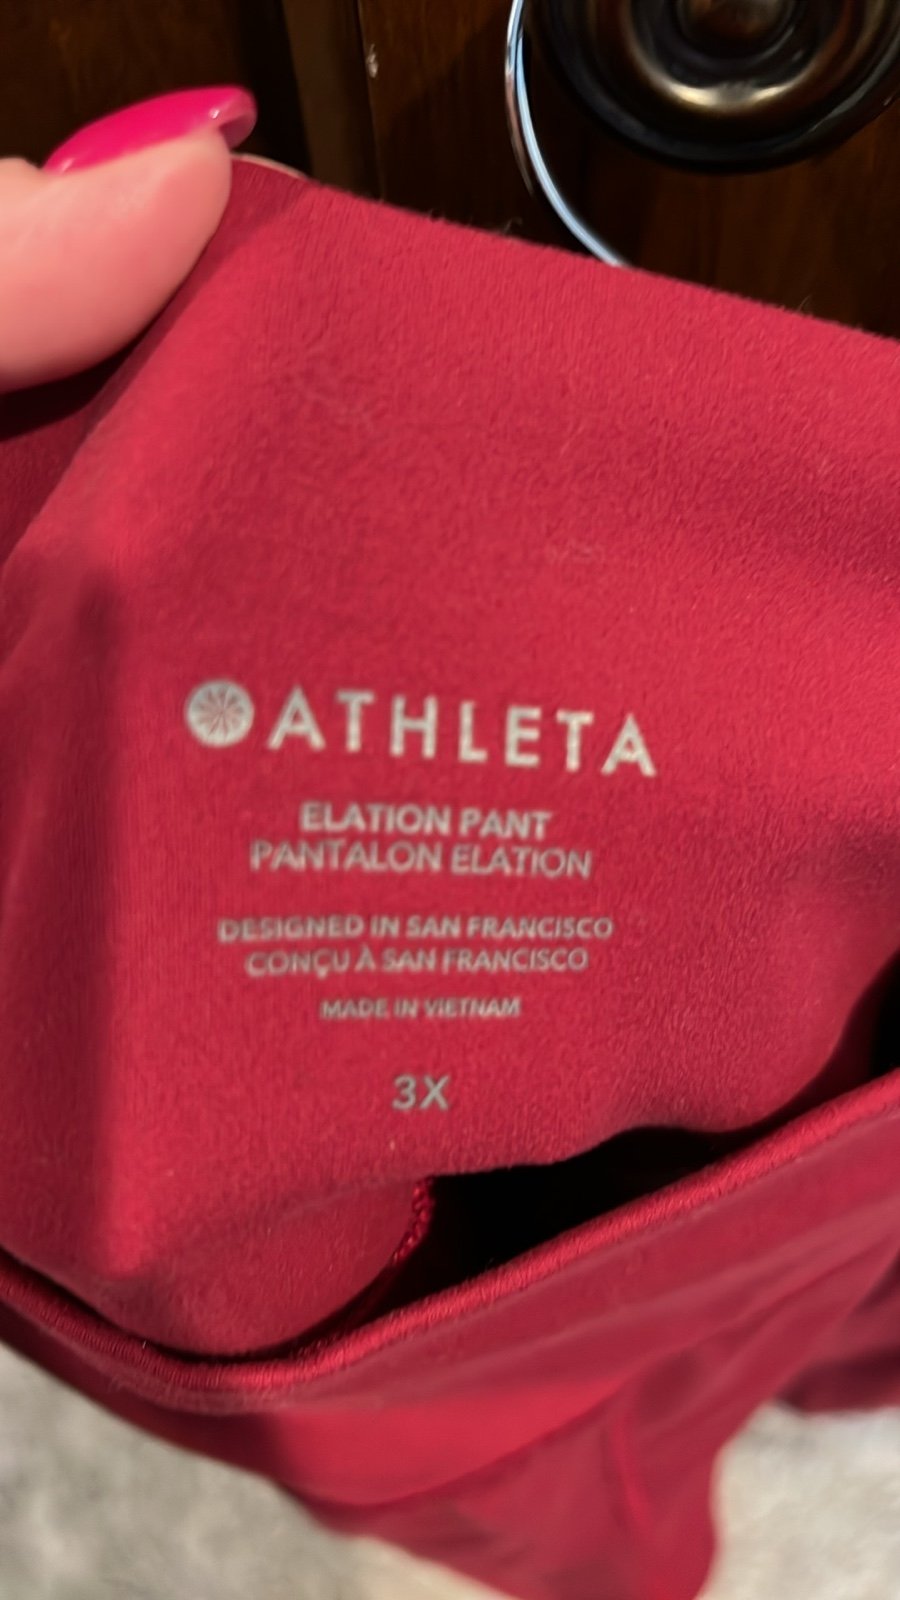 ATHLETA
ELATION PANT
PANTALON ELATION
DESIGNED IN SAN FRANCISCO
CONÇU À SAN FRANCISCO
MADE IN VIETNAM
3X